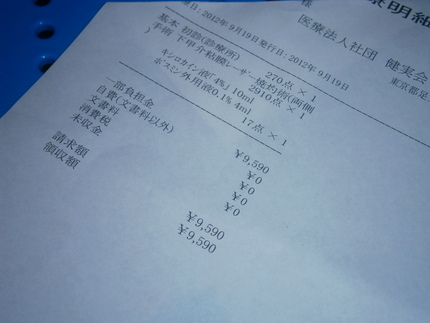 明細
様
日:2012年 9月19日発行日:2012年 9月19日
医療法人社団 健実会
東京都足
基本 初診(診療所) 270点 × 1
手術 下甲介粘膜レーザー焼灼術(両側 2910点 × 1
)
キシロカイン液「4%」10ml
ボスミン外用液0.1% 4ml 17点 × 1
一部負担金 ¥9,590
自費(文書料以外) ¥0
文書料 ¥0
消費税 ¥0
未収金 ¥0
請求額 ¥9,590
領収額 ¥9,590